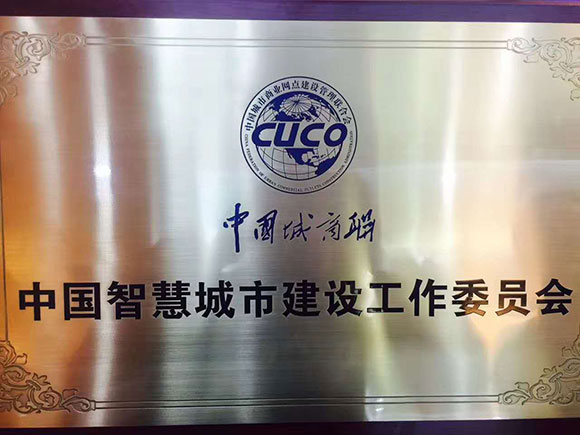 中国城市商业网点建设管理联合会
CUCO
中国城商联
中国智慧城市建设工作委员会